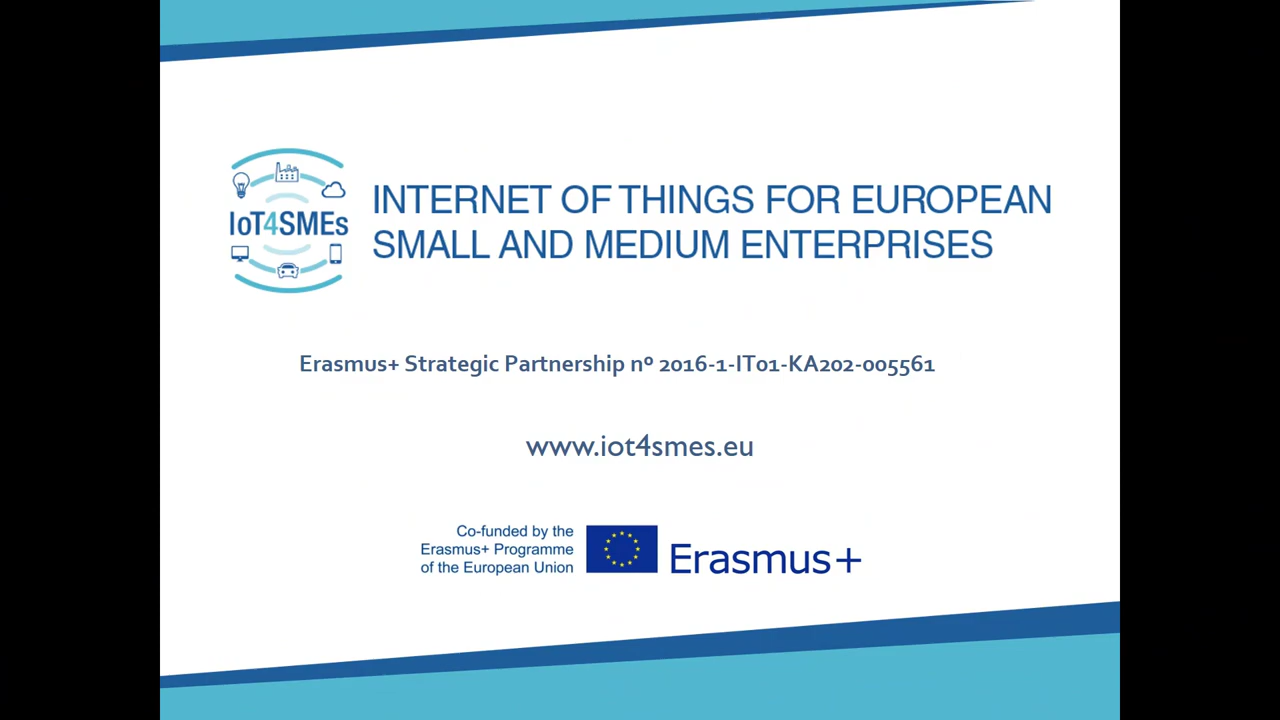 IoT4SMEs
INTERNET OF THINGS FOR EUROPEAN
SMALL AND MEDIUM ENTERPRISES
Erasmus+ Strategic Partnership nº 2016-1-IT01-KA202-005561
www.iot4smes.eu
Co-funded by the
Erasmus+ Programme
of the European Union
Erasmus+